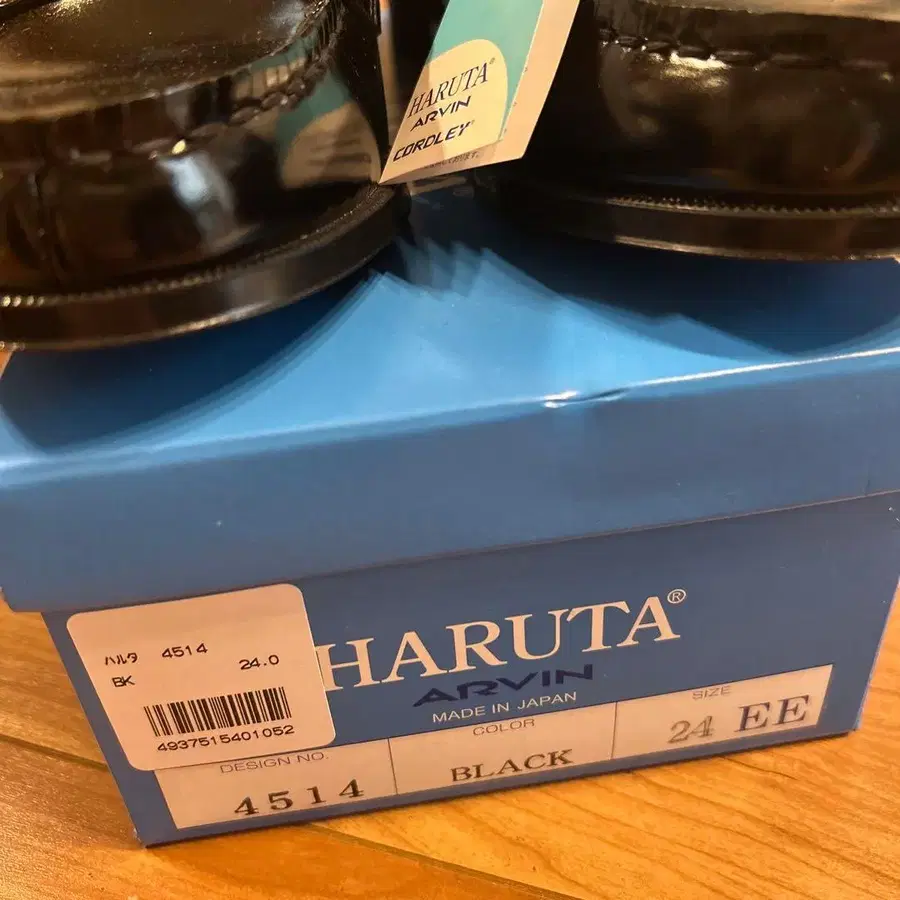 HARUTA®
ARVIN
CORDLEY®
HARUTA®
ARVIN
MADE IN JAPAN
ハルタ 4514
BK 24.0
4937515401052
DESIGN NO.
4514
COLOR
BLACK
SIZE
24 EE